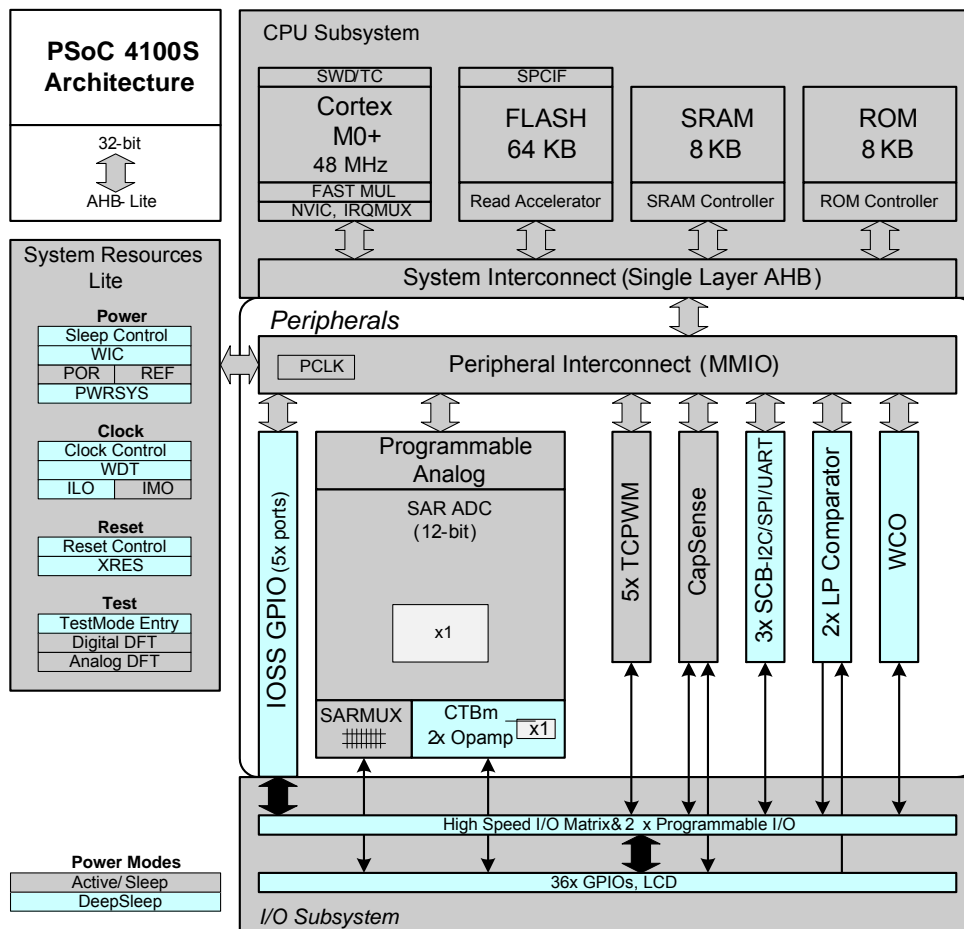 PSoC 4100S
Architecture
32-bit
AHB- Lite
CPU Subsystem
SWD/TC
Cortex
M0+
48 MHz
FAST MUL
NVIC, IRQMUX
SPCIF
FLASH
64 KB
Read Accelerator
SRAM
8 KB
SRAM Controller
ROM
8 KB
ROM Controller
System Interconnect (Single Layer AHB)
System Resources
Lite
Power
Sleep Control
WIC
POR REF
PWRSYS
Clock
Clock Control
WDT
ILO IMO
Reset
Reset Control
XRES
Test
TestMode Entry
Digital DFT
Analog DFT
Peripherals
PCLK
Peripheral Interconnect (MMIO)
IOSS GPIO (5x ports)
Programmable
Analog
SAR ADC
(12-bit)
x1
SARMUX
CTBm
2x Opamp
x1
5x TCPWM
CapSense
3x SCB-I2C/SPI/UART
2x LP Comparator
WCO
High Speed I/O Matrix& 2 x Programmable I/O
36x GPIOs, LCD
I/O Subsystem
Power Modes
Active/ Sleep
DeepSleep